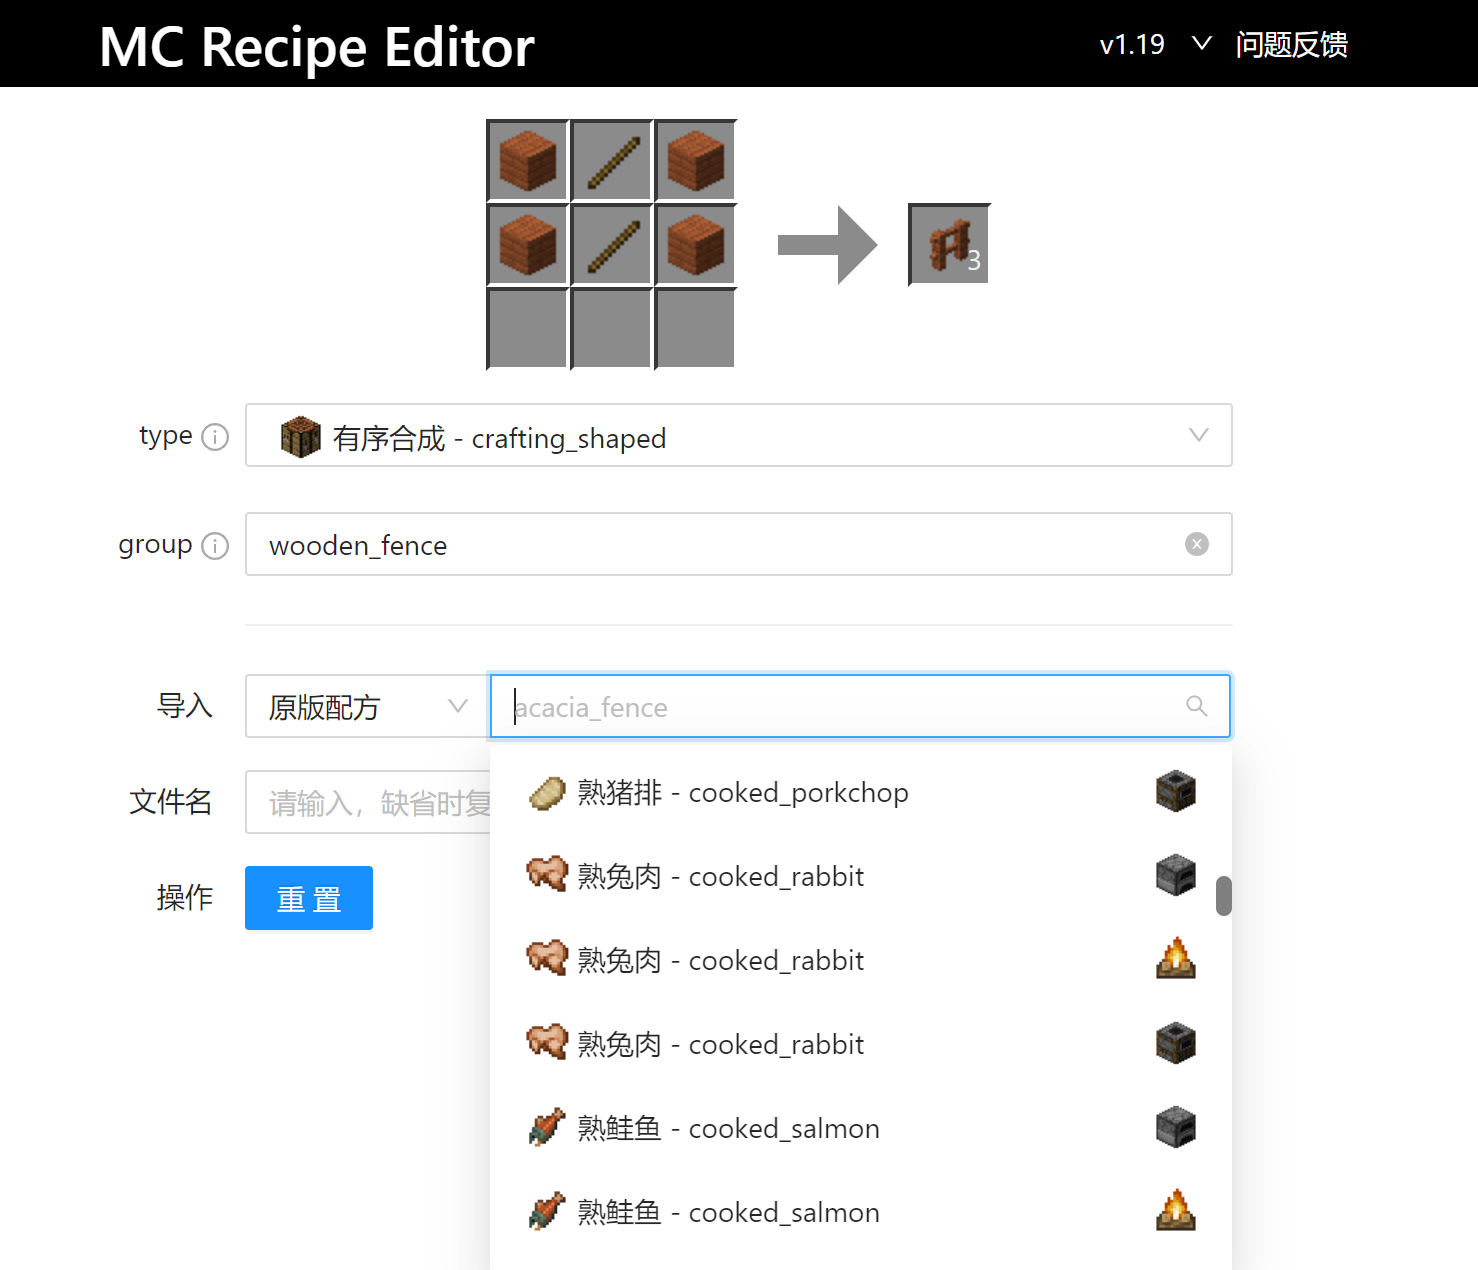 MC Recipe Editor
v1.19 问题反馈
3
type 有序合成 - crafting_shaped
group wooden_fence
导入 原版配方 acacia_fence
文件名 请输入，缺省时复
操作 重 置
熟猪排 - cooked_porkchop
熟兔肉 - cooked_rabbit
熟兔肉 - cooked_rabbit
熟兔肉 - cooked_rabbit
熟鲑鱼 - cooked_salmon
熟鲑鱼 - cooked_salmon